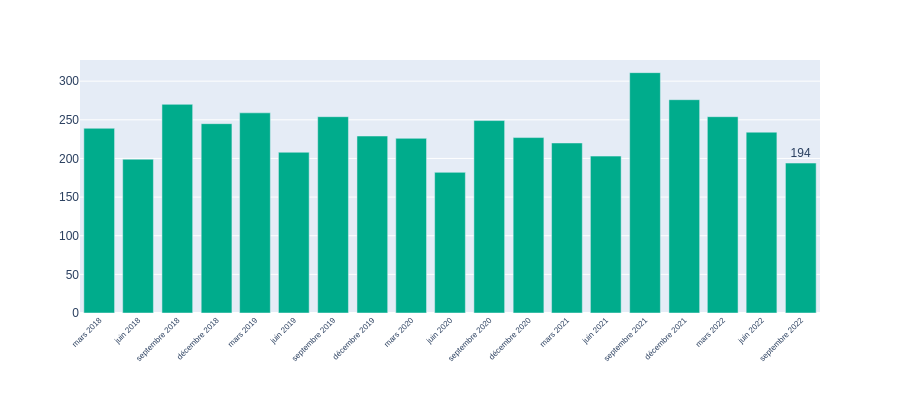 300
250
200
150
100
50
0
194
mars 2018
juin 2018
septembre 2018
décembre 2018
mars 2019
juin 2019
septembre 2019
décembre 2019
mars 2020
juin 2020
septembre 2020
décembre 2020
mars 2021
juin 2021
septembre 2021
décembre 2021
mars 2022
juin 2022
septembre 2022